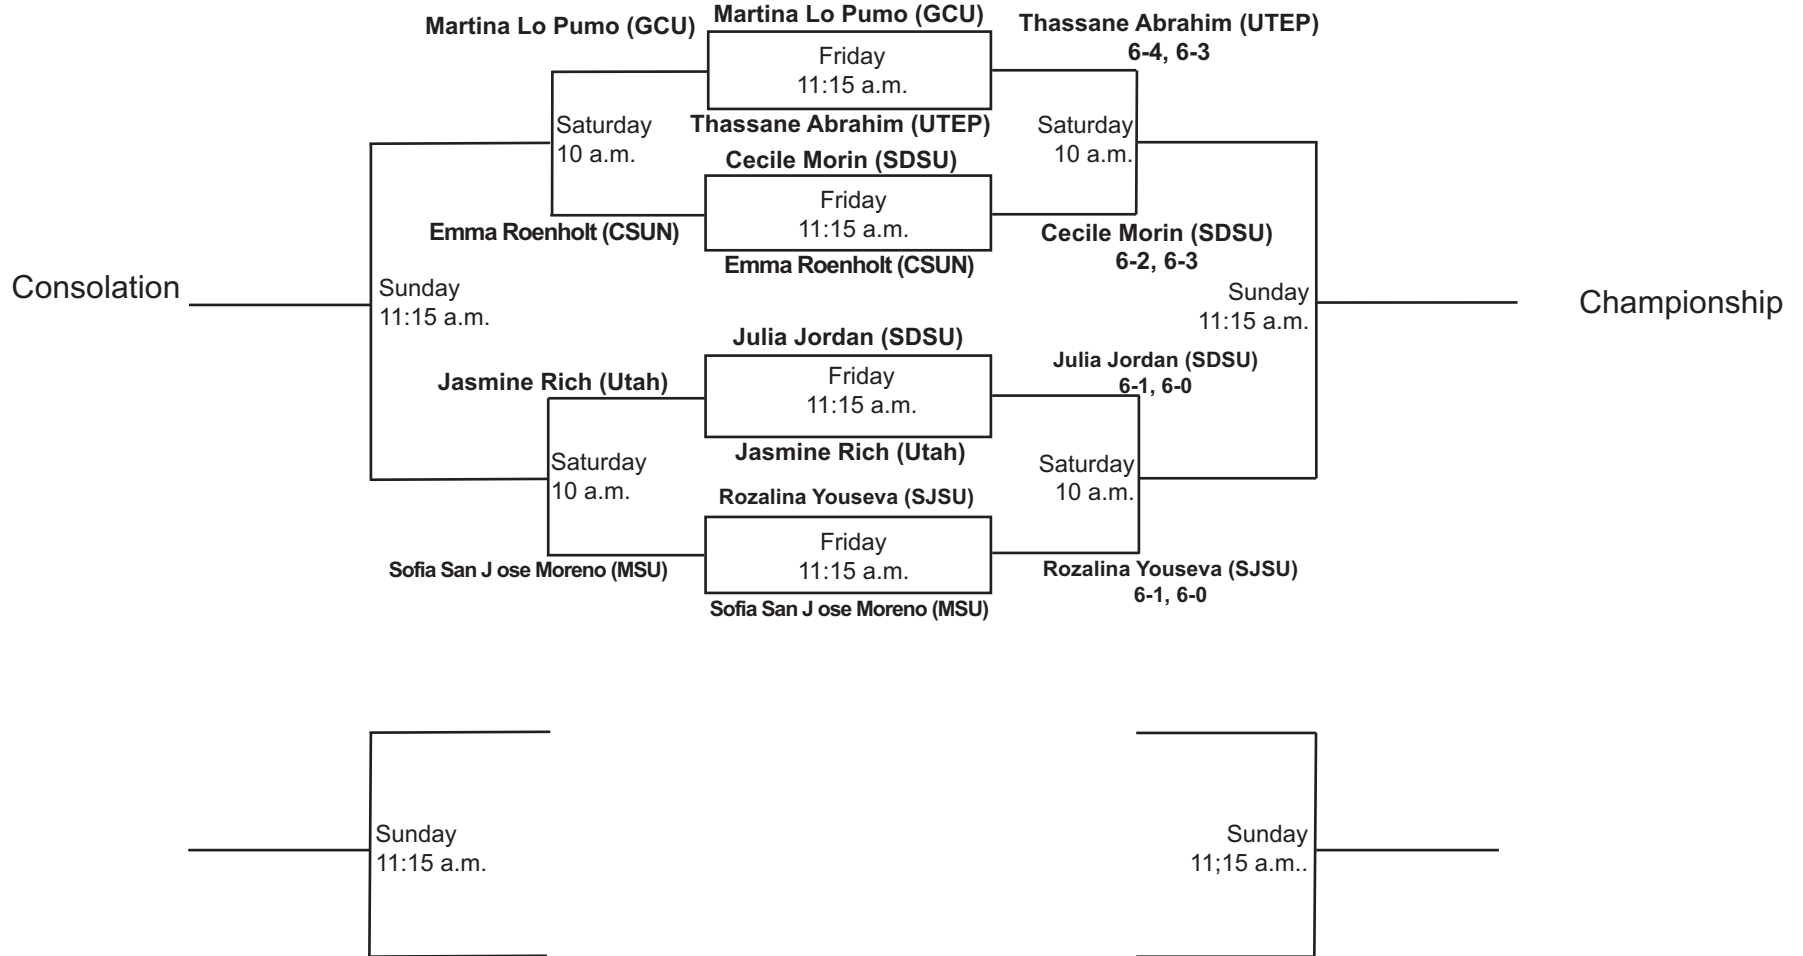 Martina Lo Pumo (GCU)
Martina Lo Pumo (GCU)
Thassane Abrahim (UTEP)
6-4, 6-3
Friday
11:15 a.m.
Saturday
10 a.m.
Thassane Abrahim (UTEP)
Saturday
10 a.m.
Cecile Morin (SDSU)
Friday
11:15 a.m.
Emma Roenholt (CSUN)
Emma Roenholt (CSUN)
Cecile Morin (SDSU)
6-2, 6-3
Consolation
Sunday
11:15 a.m.
Sunday
11:15 a.m.
Championship
Julia Jordan (SDSU)
Julia Jordan (SDSU)
6-1, 6-0
Jasmine Rich (Utah)
Friday
11:15 a.m.
Jasmine Rich (Utah)
Saturday
10 a.m.
Saturday
10 a.m.
Rozalina Youseva (SJSU)
Friday
11:15 a.m.
Sofia San J ose Moreno (MSU)
Sofia San J ose Moreno (MSU)
Rozalina Youseva (SJSU)
6-1, 6-0
Sunday
11:15 a.m.
Sunday
11;15 a.m..